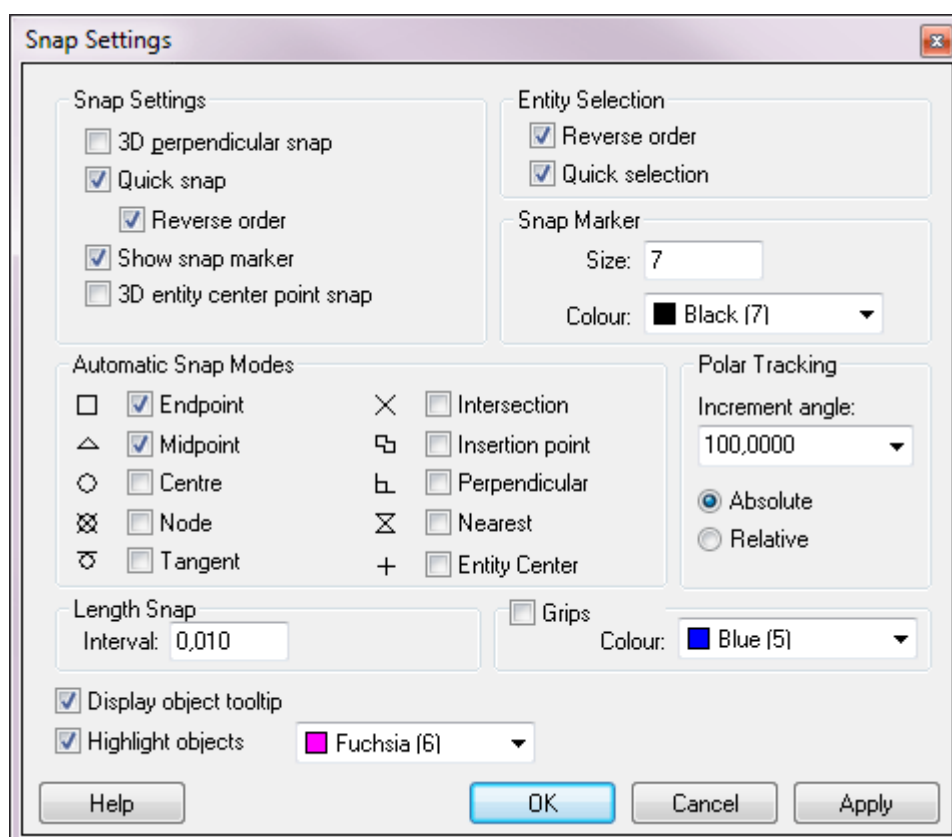 Snap Settings
Snap Settings
3D perpendicular snap
Quick snap
Reverse order
Show snap marker
3D entity center point snap
Entity Selection
Reverse order
Quick selection
Snap Marker
Size: 7
Colour: Black (7)
Automatic Snap Modes
Endpoint
Midpoint
Centre
Node
Tangent
Intersection
Insertion point
Perpendicular
Nearest
Entity Center
Polar Tracking
Increment angle:
100,0000
Absolute
Relative
Length Snap
Interval: 0,010
Grips
Colour: Blue (5)
Display object tooltip
Highlight objects Fuchsia (6)
Help OK Cancel Apply